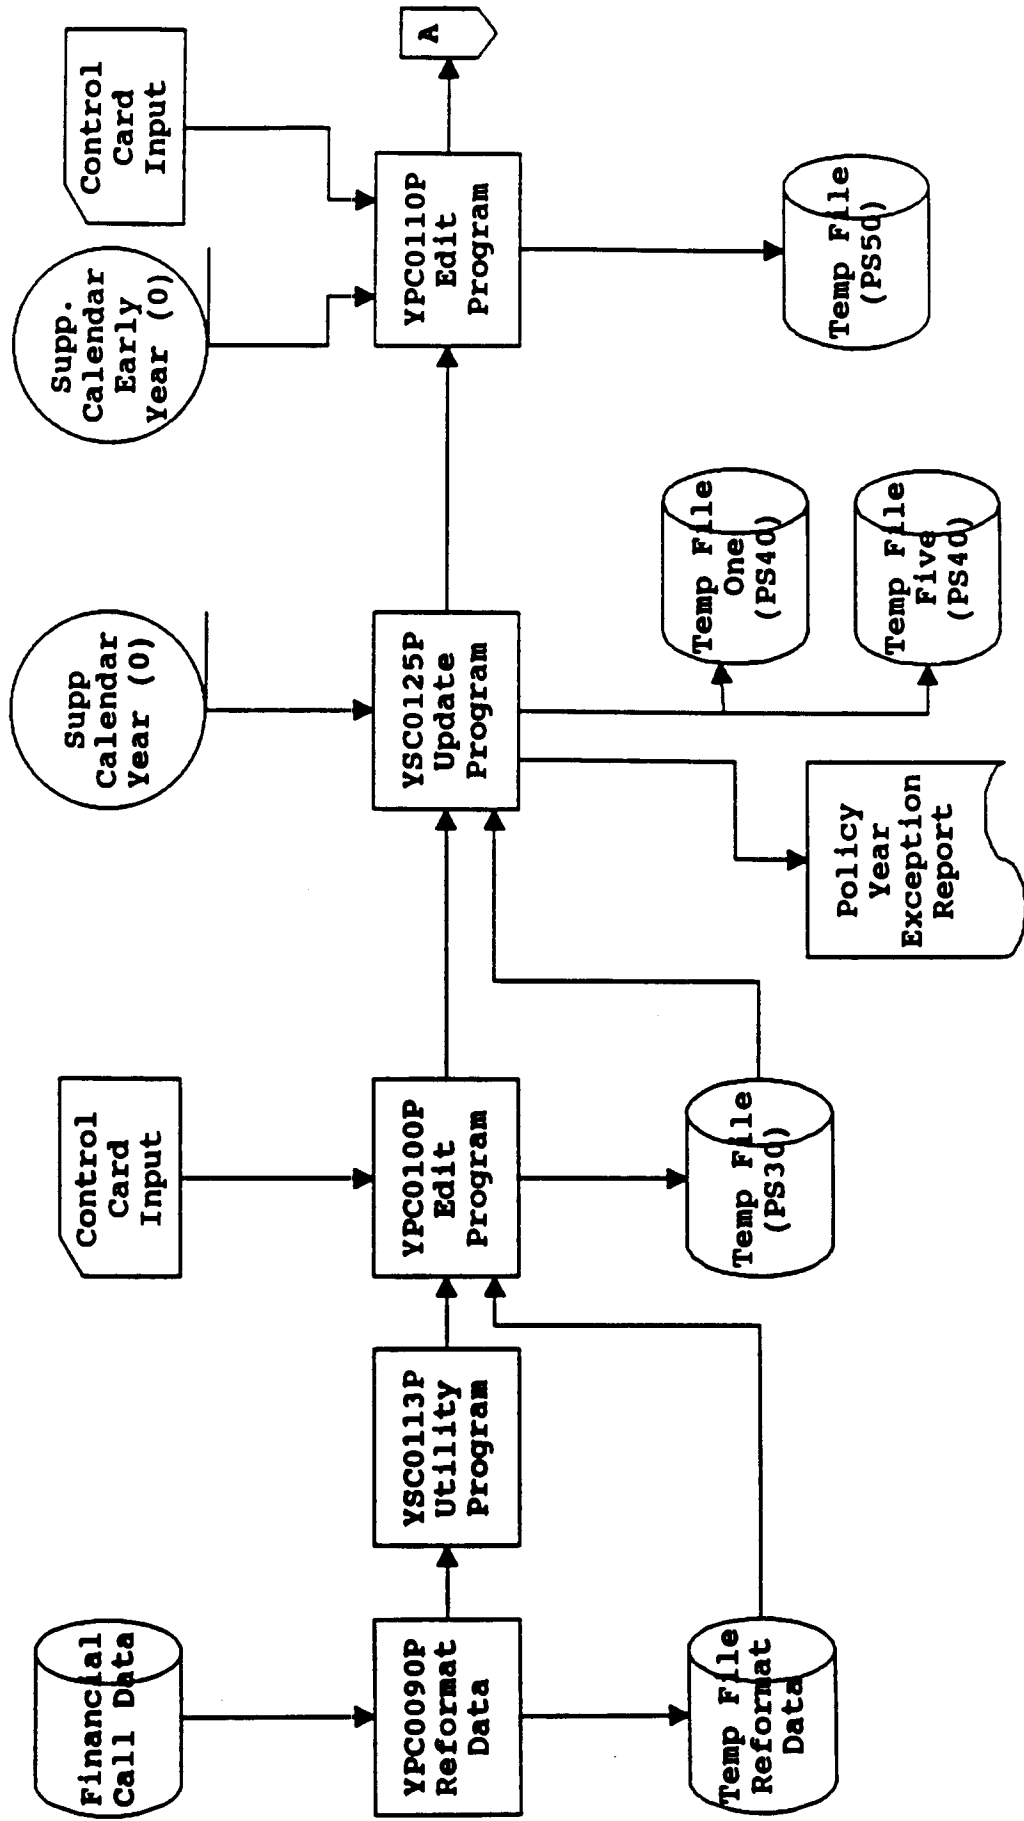 Financial
Call Data
YPC0090P
Reformat
Data
Temp File
Reformat
Data
YSC0113P
Utility
Program
Control
Card
Input
YPC0100P
Edit
Program
Temp File
(PS30)
Supp
Calendar
Year (0)
YSC0125P
Update
Program
Policy
Year
Exception
Report
Temp File
One
(PS40)
Temp File
Five
(PS40)
Supp.
Calendar
Early
Year (0)
Control
Card
Input
YPC0110P
Edit
Program
Temp File
(PS50)
A